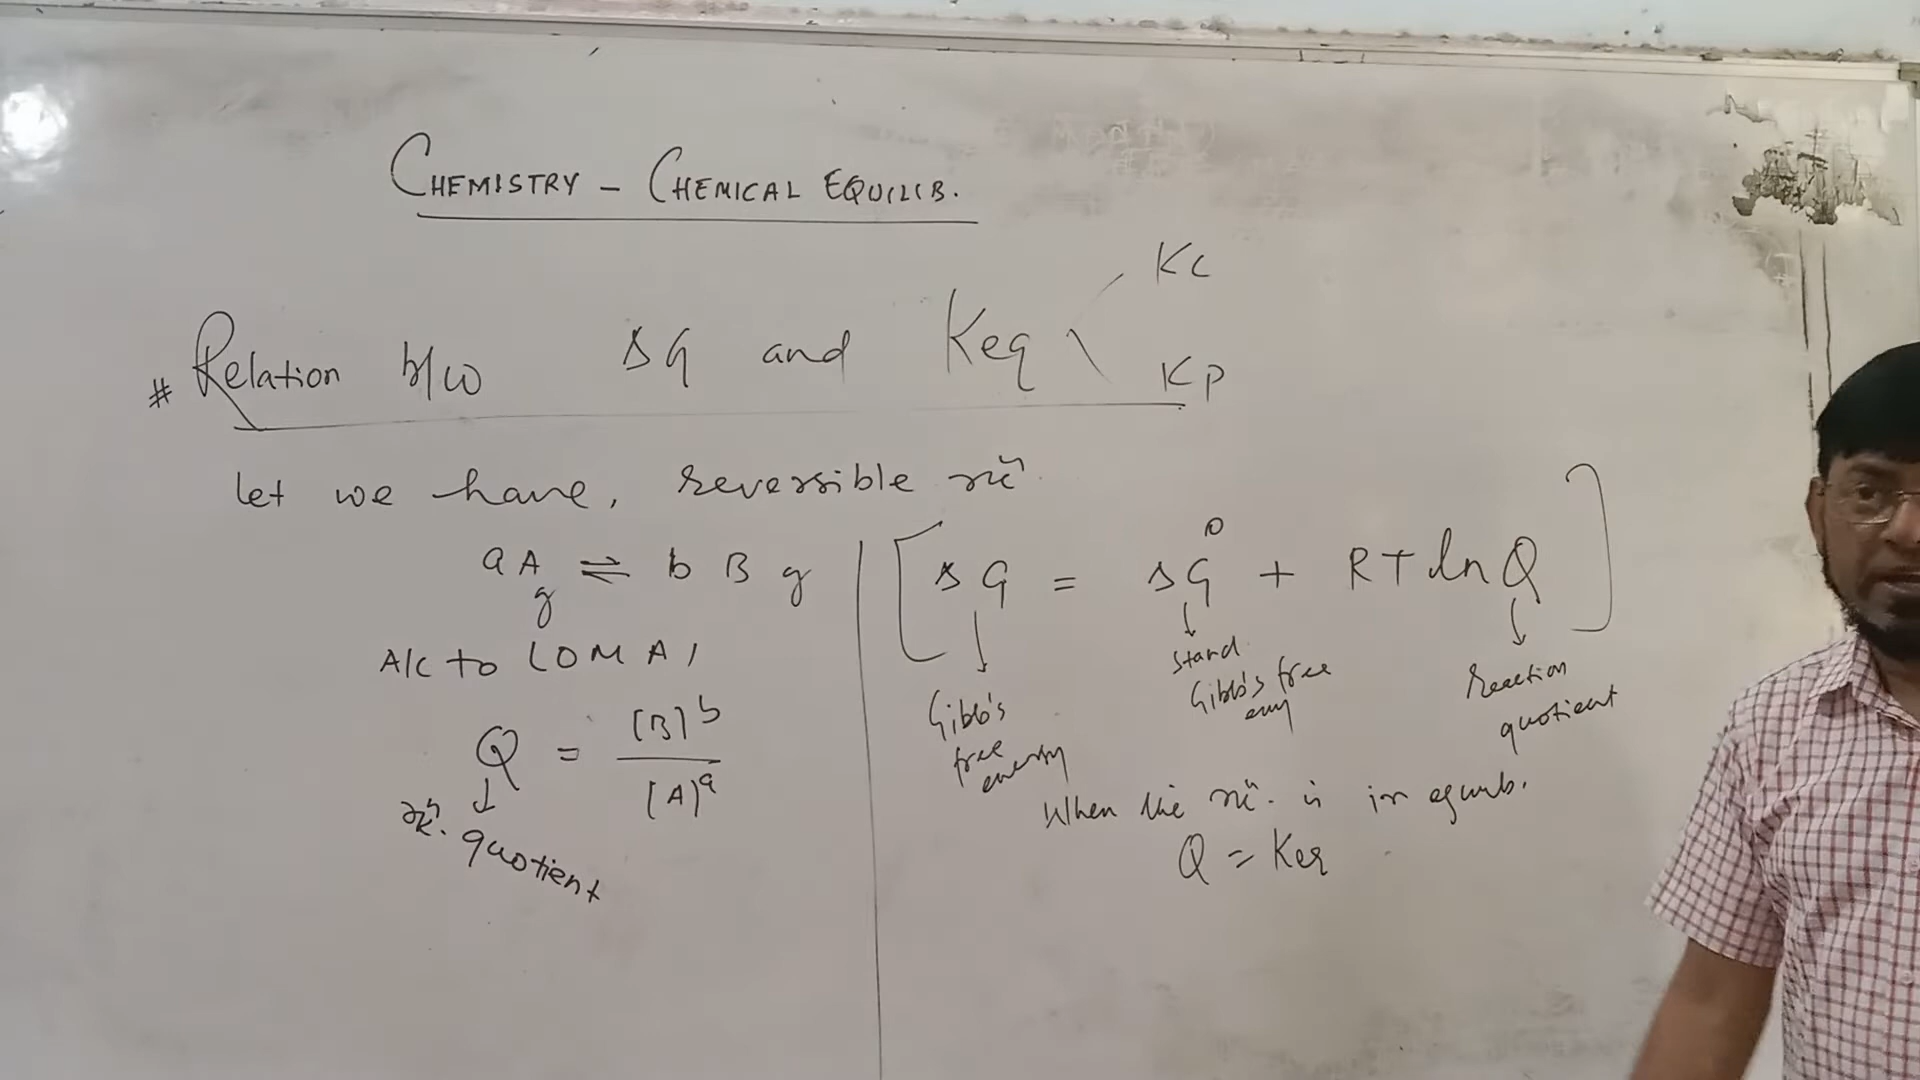 CHEMISTRY - CHEMICAL EQUILIB.
# Relation b/w ΔG and Keq
Kc
Kp
let we have, reversible rxⁿ.
aA g ⇌ bB g
A/c to LOMA,
Q = [B]ᵇ / [A]ᵃ
rxⁿ. quotient
[ΔG = ΔG° + RT ln Q]
Gibb's
free
energy
Stand.
Gibb's free
Reaction
quotient
When the rxⁿ. is in equilb.
Q = Keq